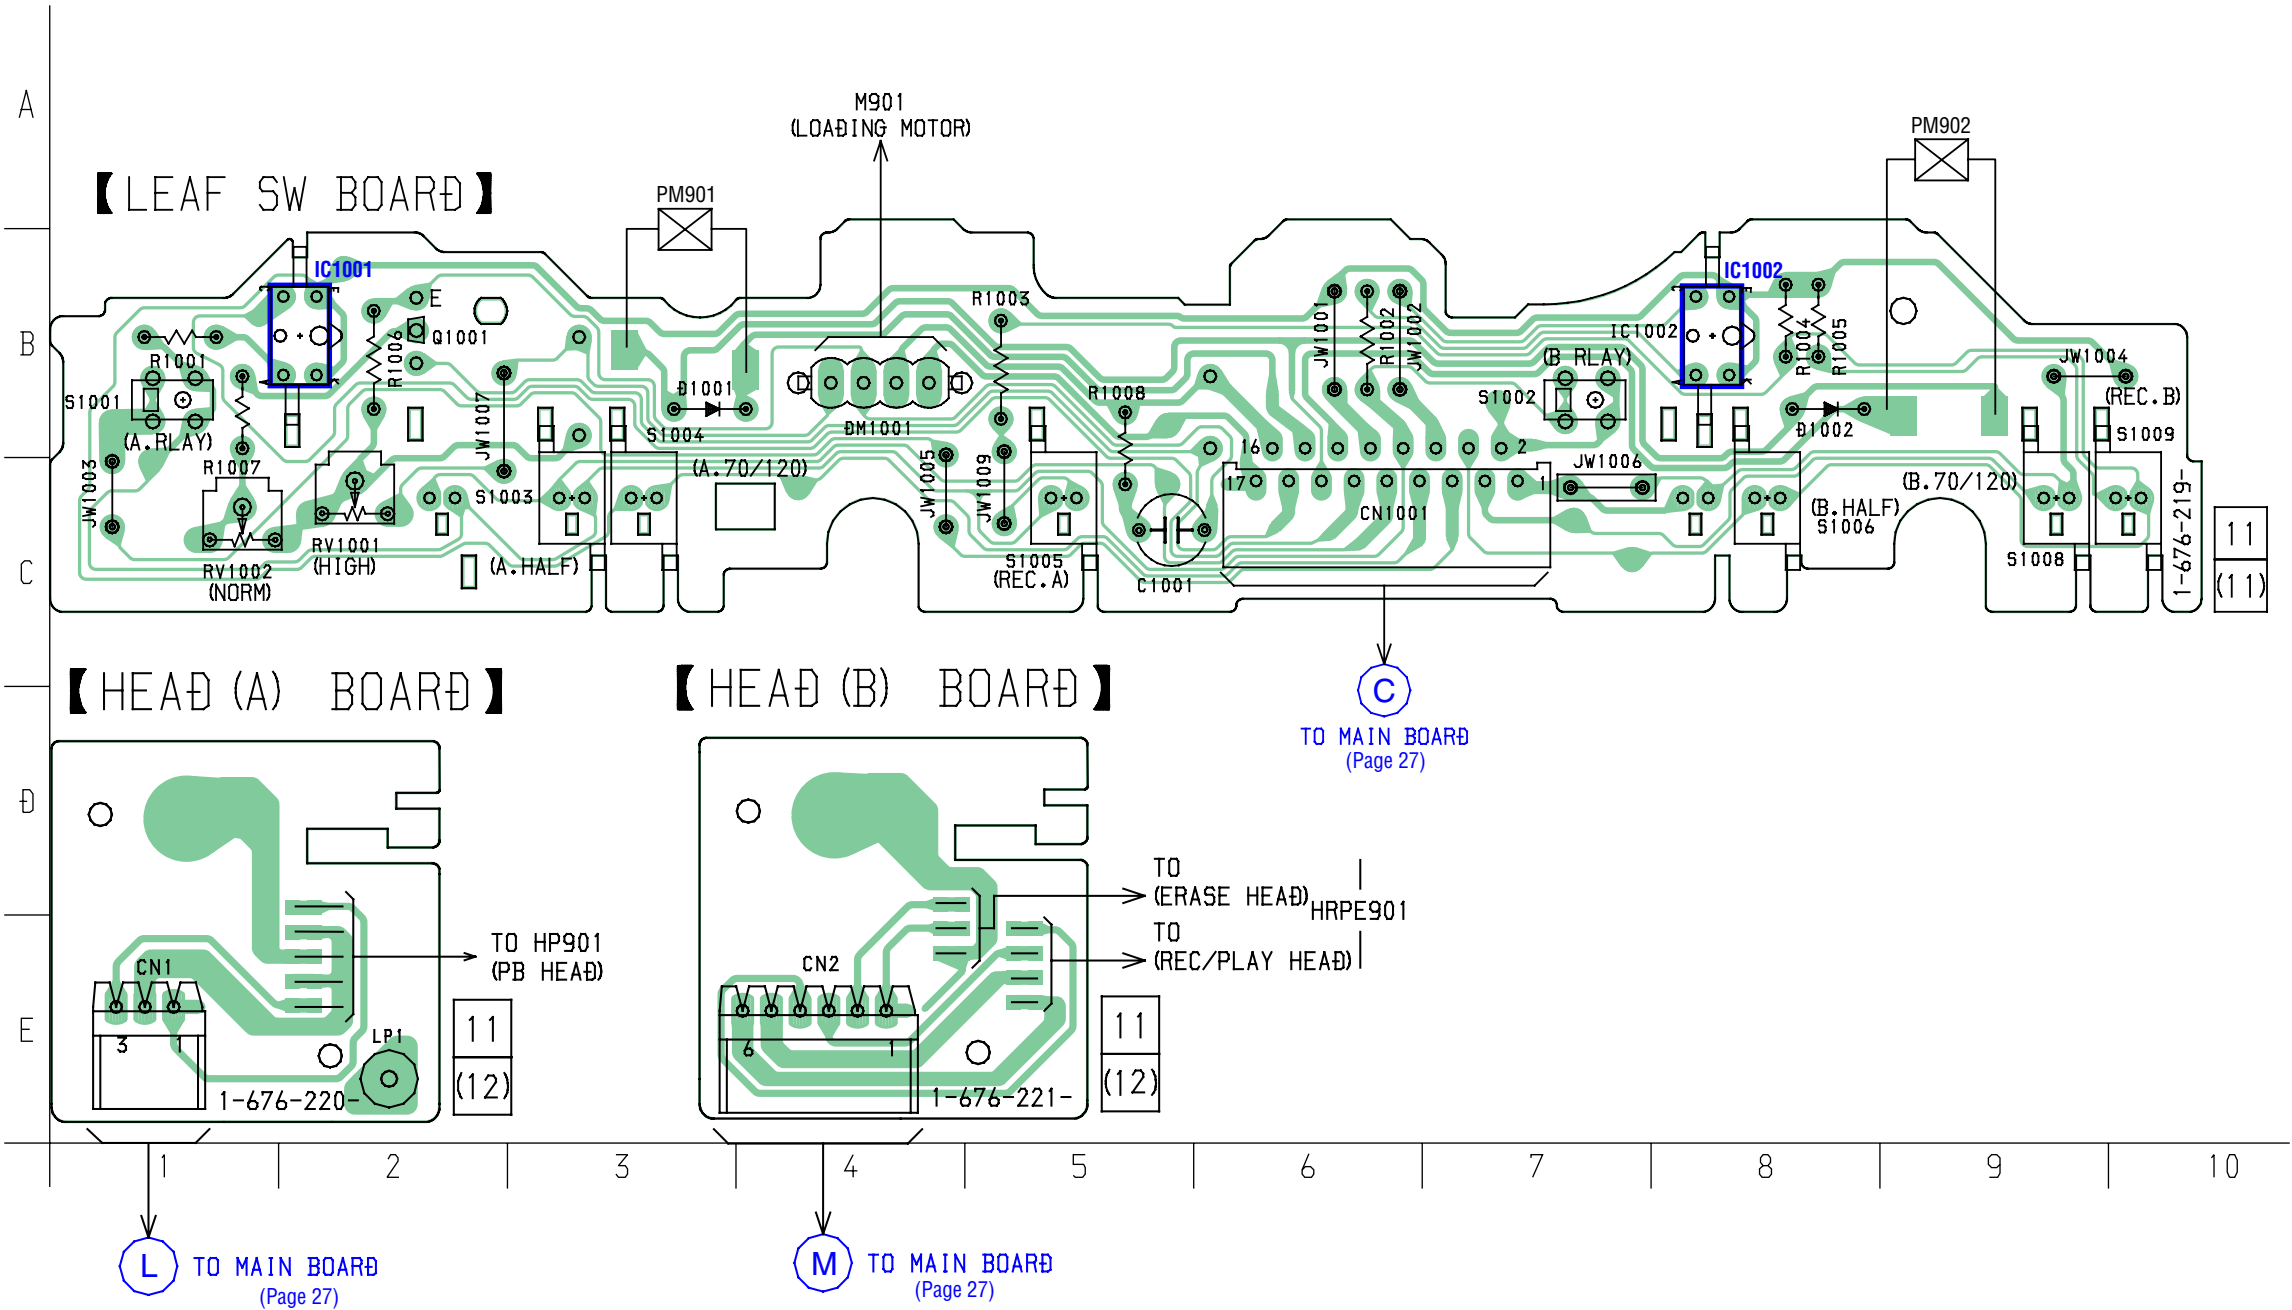 A
M901
(LOADING MOTOR)
PM902
【LEAF SW BOARD】
PM901
IC1001
IC1002
B
E
Q1001
R1001
R1006
R1003
JW1001
R1002
JW1002
IC1002
R1004
R1005
JW1004
(B RLAY)
S1001
(A.RLAY)
JW1007
D1001
S1004
DM1001
R1008
S1002
D1002
(REC.B)
S1009
JW1003
R1007
S1003
(A.70/120)
JW1005
JW1009
16
2
17
1
CN1001
JW1006
(B.70/120)
(B.HALF)
S1006
C
RV1002
(NORM)
RV1001
(HIGH)
(A.HALF)
S1005
(REC.A)
C1001
S1008
1-676-219-
11
(11)
【HEAD(A) BOARD】
【HEAD(B) BOARD】
C
TO MAIN BOARD
(Page 27)
D
TO
(ERASE HEAD)
HRPE901
TO
(REC/PLAY HEAD)
TO HP901
(PB HEAD)
CN1
CN2
E
3
1
LP1
1-676-220-
11
(12)
6
1
1-676-221-
11
(12)
1
2
3
4
5
6
7
8
9
10
L
TO MAIN BOARD
(Page 27)
M
TO MAIN BOARD
(Page 27)